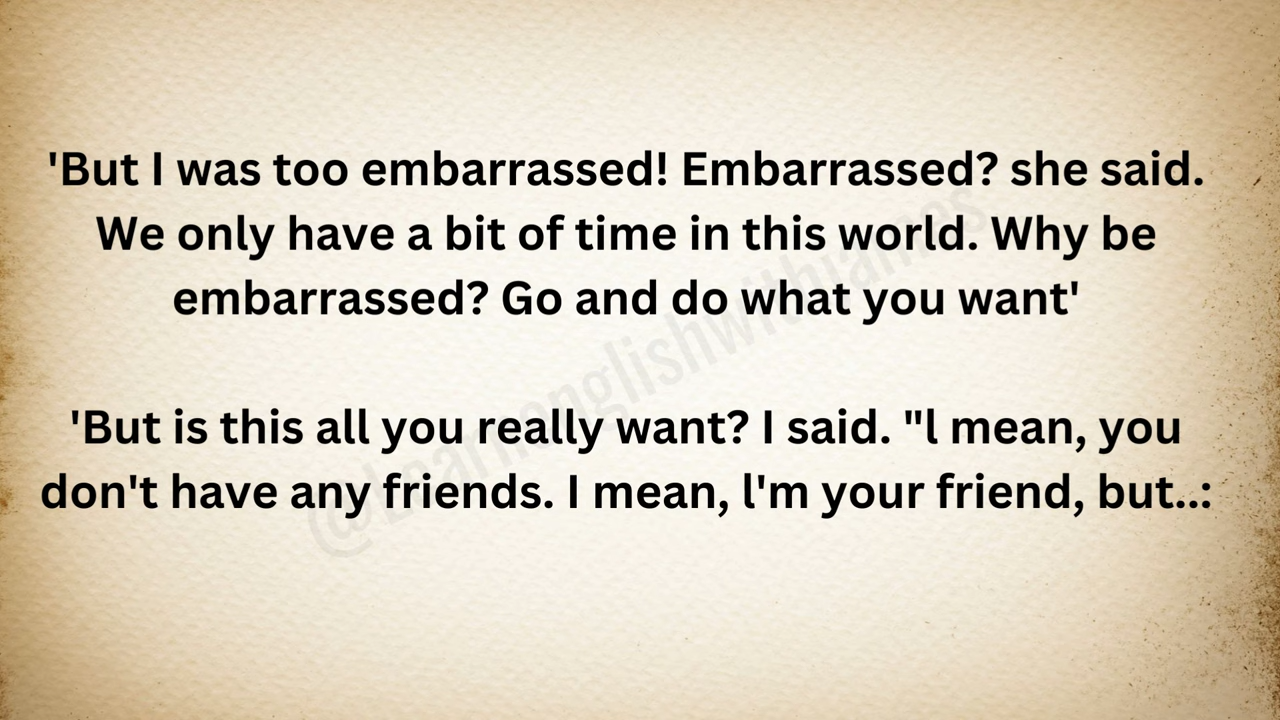 'But I was too embarrassed! Embarrassed? she said.
We only have a bit of time in this world. Why be
embarrassed? Go and do what you want'
'But is this all you really want? I said. "l mean, you
don't have any friends. I mean, l'm your friend, but..:
@Learnenglishwithjames